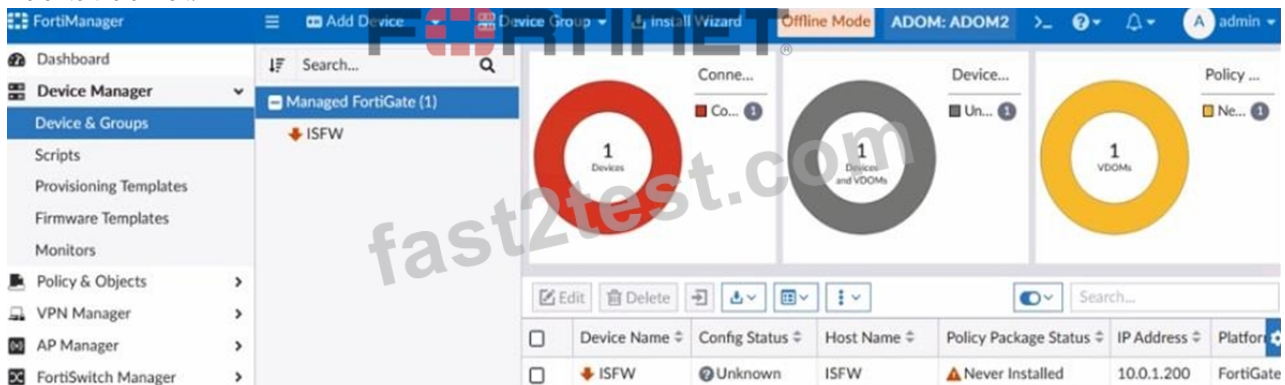 FortiManager
Add Device
Device Group
Install Wizard
Offline Mode
ADOM: ADOM2
admin
A
FORTINET®
Dashboard
Device Manager
Device & Groups
Scripts
Provisioning Templates
Firmware Templates
Monitors
Policy & Objects
VPN Manager
AP Manager
FortiSwitch Manager
Search...
Managed FortiGate (1)
ISFW
Conne...
Co... 1
1
Devices
Device...
Un... 1
1
Devices
and VDOMs
Policy ...
Ne... 1
1
VDOMs
fast2test.com
Edit
Delete
Search...
Device Name Config Status Host Name Policy Package Status IP Address Platfor
ISFW Unknown ISFW Never Installed 10.0.1.200 FortiGate